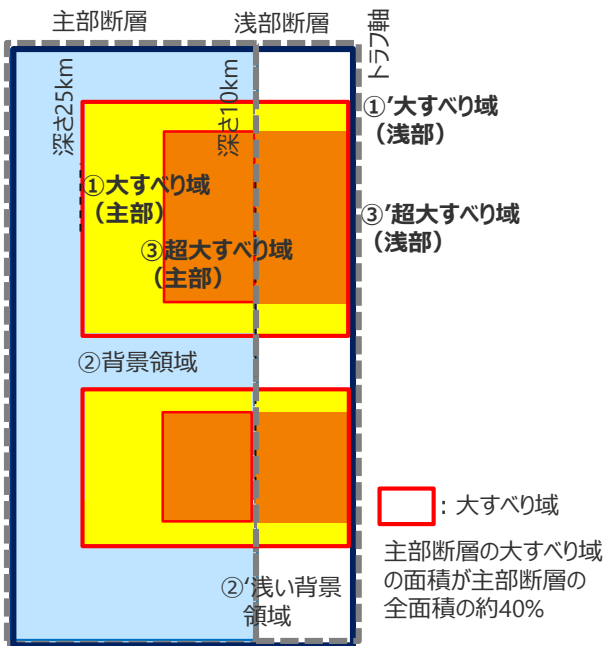 主部断層
浅部断層
トラフ軸
深さ25km
深さ10km
①’大すべり域
（浅部）
①大すべり域
（主部）
③’超大すべり域
（浅部）
③超大すべり域
（主部）
②背景領域
：大すべり域
主部断層の大すべり域
の面積が主部断層の
全面積の約40%
②‘浅い背景
領域